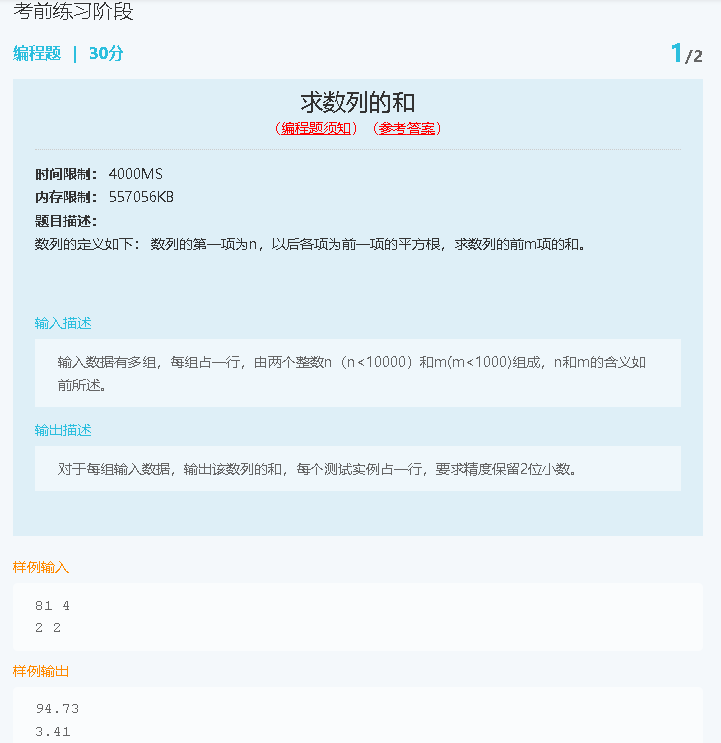 考前练习阶段
编程题 | 30分
1/2
求数列的和
（编程题须知）（参考答案）
时间限制： 4000MS
内存限制： 557056KB
题目描述：
数列的定义如下： 数列的第一项为n，以后各项为前一项的平方根，求数列的前m项的和。
输入描述
输入数据有多组，每组占一行，由两个整数n（n<10000）和m(m<1000)组成，n和m的含义如
前所述。
输出描述
对于每组输入数据，输出该数列的和，每个测试实例占一行，要求精度保留2位小数。
样例输入
81 4
2 2
样例输出
94.73
3.41